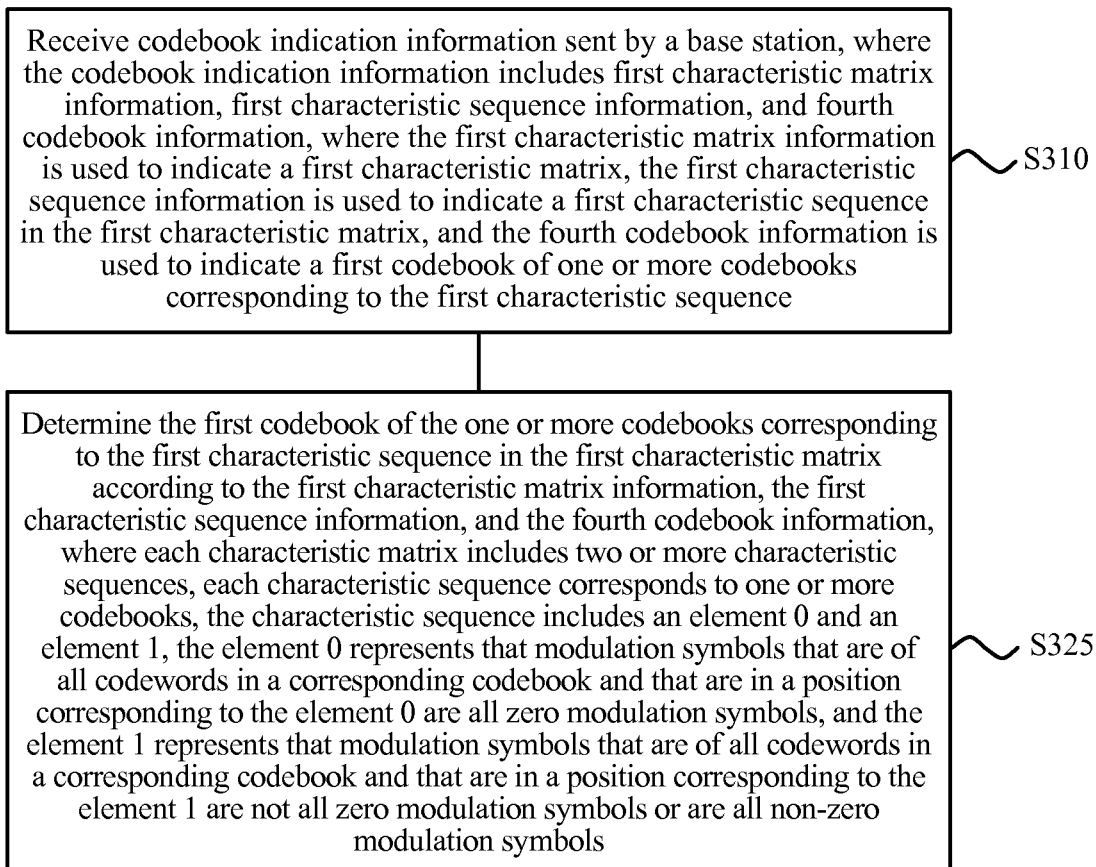 Receive codebook indication information sent by a base station, where
the codebook indication information includes first characteristic matrix
information, first characteristic sequence information, and fourth
codebook information, where the first characteristic matrix information
is used to indicate a first characteristic matrix, the first characteristic
sequence information is used to indicate a first characteristic sequence
in the first characteristic matrix, and the fourth codebook information is
used to indicate a first codebook of one or more codebooks
corresponding to the first characteristic sequence
S310
Determine the first codebook of the one or more codebooks corresponding
to the first characteristic sequence in the first characteristic matrix
according to the first characteristic matrix information, the first
characteristic sequence information, and the fourth codebook information,
where each characteristic matrix includes two or more characteristic
sequences, each characteristic sequence corresponds to one or more
codebooks, the characteristic sequence includes an element 0 and an
element 1, the element 0 represents that modulation symbols that are of
all codewords in a corresponding codebook and that are in a position
corresponding to the element 0 are all zero modulation symbols, and the
element 1 represents that modulation symbols that are of all codewords in
a corresponding codebook and that are in a position corresponding to the
element 1 are not all zero modulation symbols or are all non-zero
modulation symbols
S325